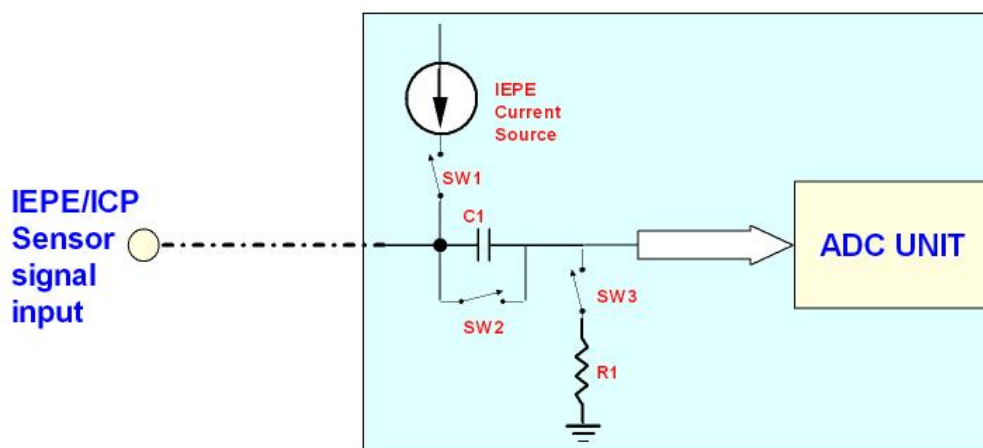 IEPE
Current
Source
SW1
IEPE/ICP
Sensor
signal
input
C1
ADC UNIT
SW2
SW3
R1